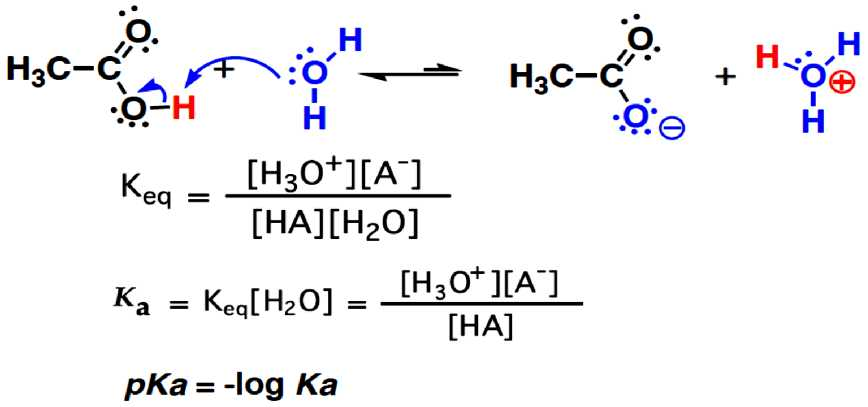 H₃C–C(=O)–O–H + H–O–H ⇌ H₃C–C(=O)–O⊖ + H–O⊕(H)–H
Keq = [H₃O⁺][A⁻] / [HA][H₂O]
Ka = Keq[H₂O] = [H₃O⁺][A⁻] / [HA]
pKa = -log Ka